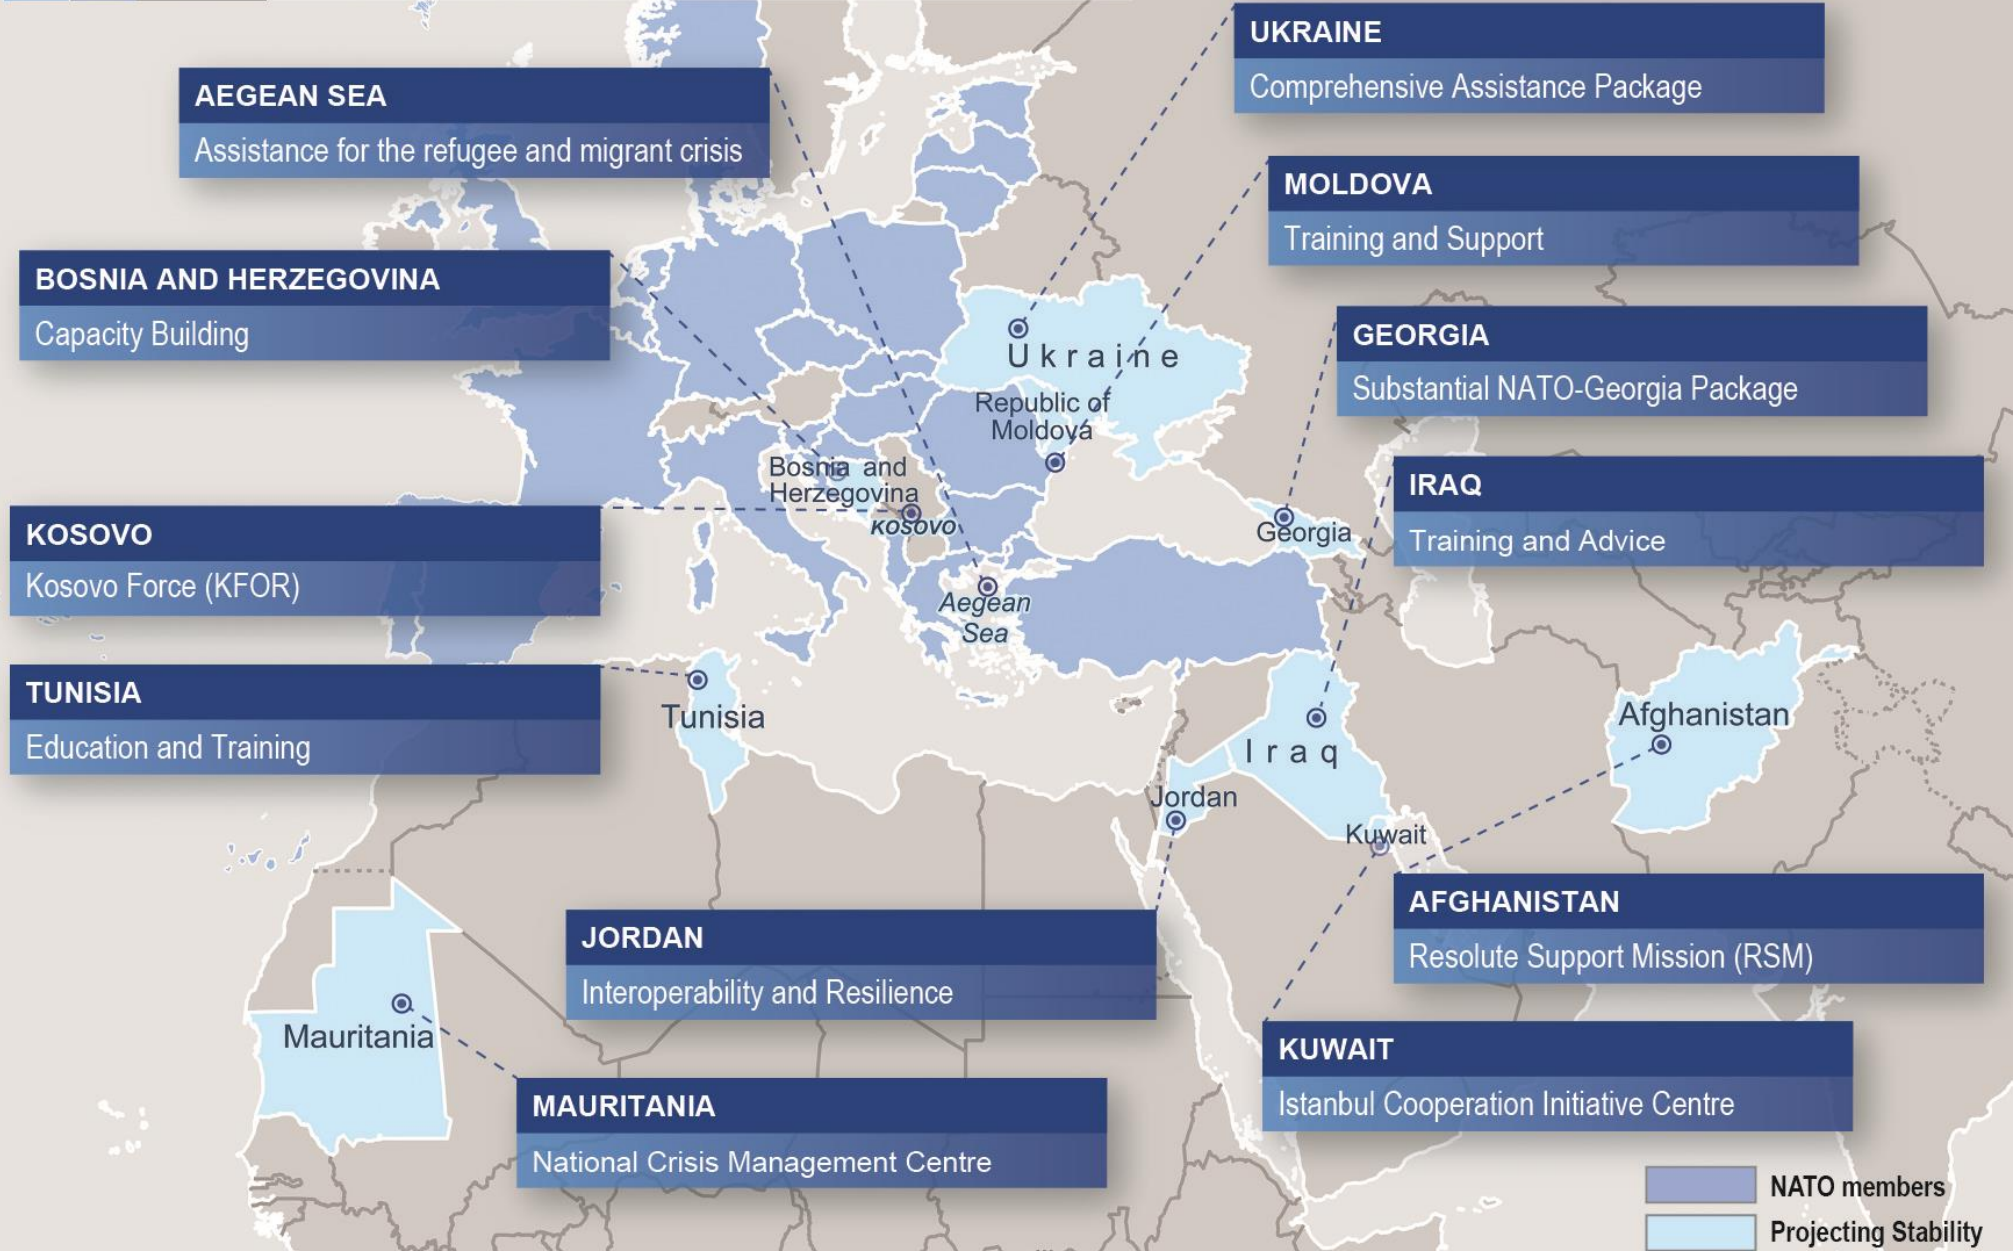 UKRAINE
Comprehensive Assistance Package
AEGEAN SEA
Assistance for the refugee and migrant crisis
MOLDOVA
Training and Support
BOSNIA AND HERZEGOVINA
Capacity Building
GEORGIA
Substantial NATO-Georgia Package
Ukraine
Republic of
Moldova
Bosnia and
Herzegovina
IRAQ
Training and Advice
KOSOVO
Kosovo Force (KFOR)
KOSOVO
Georgia
Aegean
Sea
TUNISIA
Education and Training
Tunisia
Iraq
Afghanistan
Jordan
Kuwait
AFGHANISTAN
Resolute Support Mission (RSM)
JORDAN
Interoperability and Resilience
Mauritania
KUWAIT
Istanbul Cooperation Initiative Centre
MAURITANIA
National Crisis Management Centre
NATO members
Projecting Stability